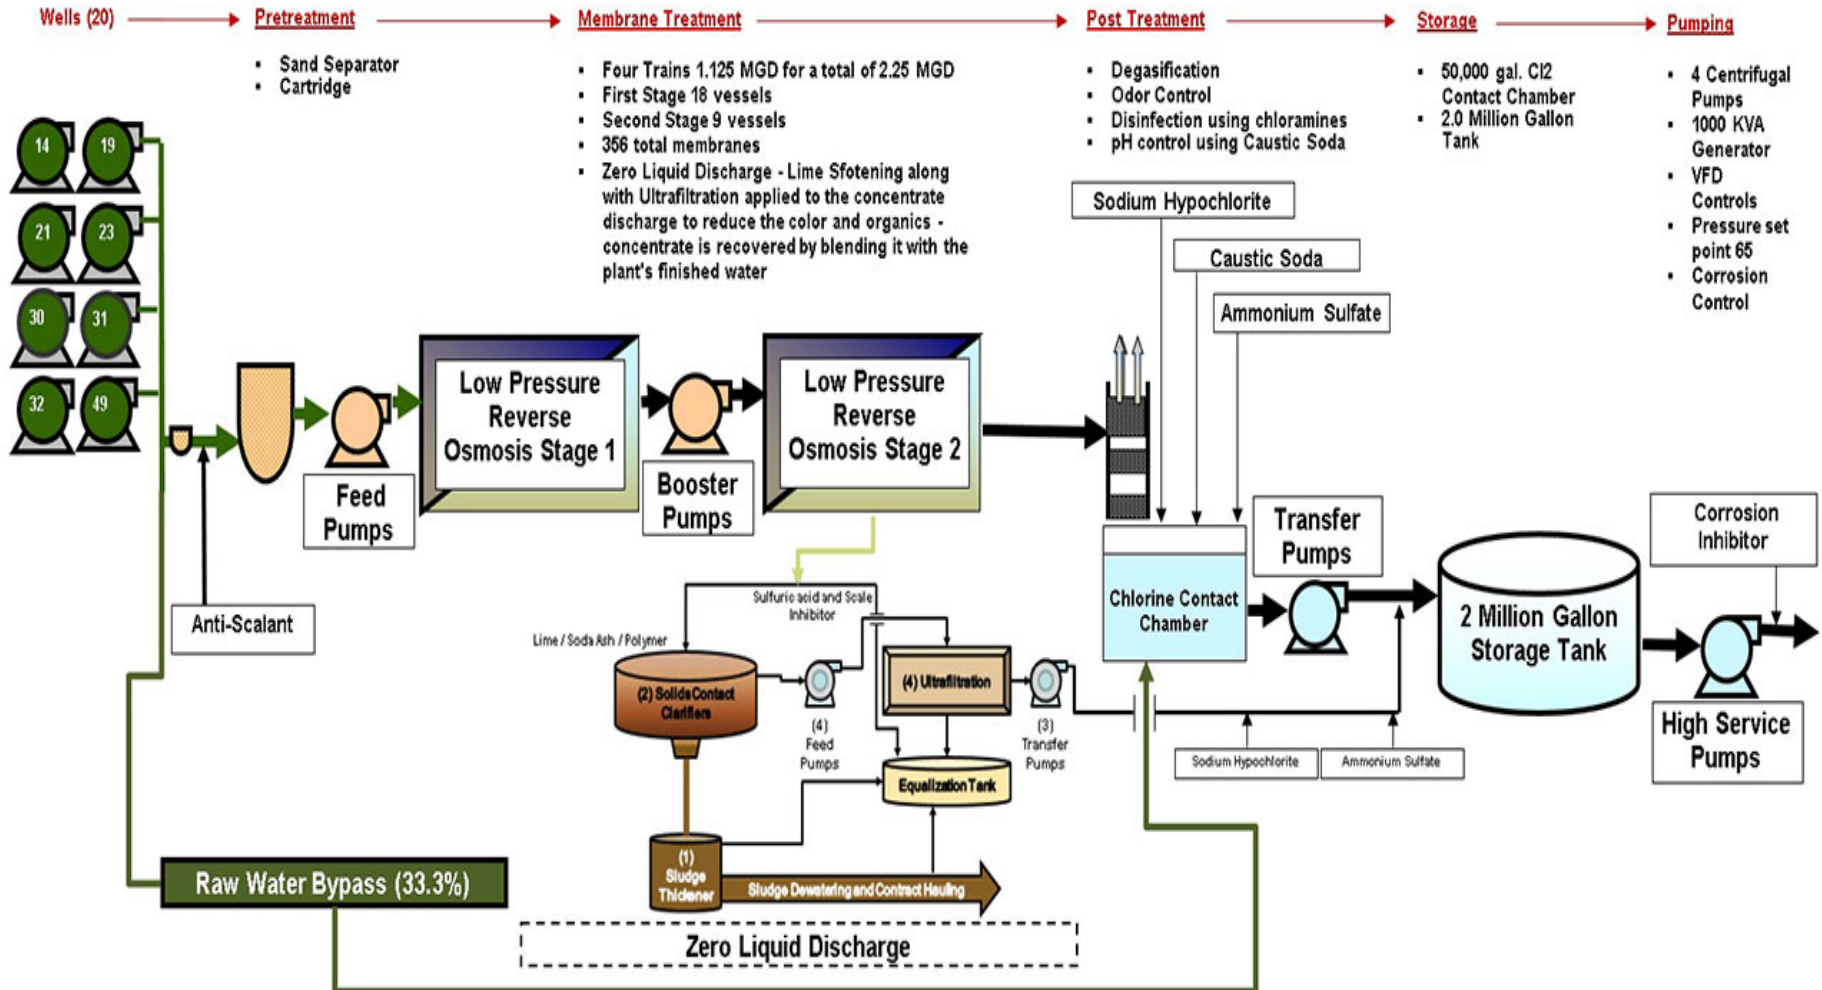 Wells (20)
Pretreatment
Membrane Treatment
Post Treatment
Storage
Pumping
Sand Separator
Cartridge
Four Trains 1.125 MGD for a total of 2.25 MGD
First Stage 18 vessels
Second Stage 9 vessels
356 total membranes
Zero Liquid Discharge - Lime Sfotening along
with Ultrafiltration applied to the concentrate
discharge to reduce the color and organics -
concentrate is recovered by blending it with the
plant's finished water
Degasification
Odor Control
Disinfection using chloramines
pH control using Caustic Soda
50,000 gal. Cl2
Contact Chamber
2.0 Million Gallon
Tank
4 Centrifugal
Pumps
1000 KVA
Generator
VFD
Controls
Pressure set
point 65
Corrosion
Control
14
19
21
23
30
31
32
49
Sodium Hypochlorite
Caustic Soda
Ammonium Sulfate
Low Pressure
Reverse
Osmosis Stage 1
Low Pressure
Reverse
Osmosis Stage 2
Feed
Pumps
Booster
Pumps
Anti-Scalant
Chlorine Contact
Chamber
Transfer
Pumps
2 Million Gallon
Storage Tank
Corrosion
Inhibitor
High Service
Pumps
Sulfuric acid and Scale
Inhibitor
Lime / Soda Ash / Polymer
(2) Solids Contact
Clarifiers
(4)
Feed
Pumps
(4) Ultrafiltration
(3)
Transfer
Pumps
Sodium Hypochlorite
Ammonium Sulfate
Equalization Tank
(1)
Sludge
Thickener
Sludge Dewatering and Contract Hauling
Raw Water Bypass (33.3%)
Zero Liquid Discharge